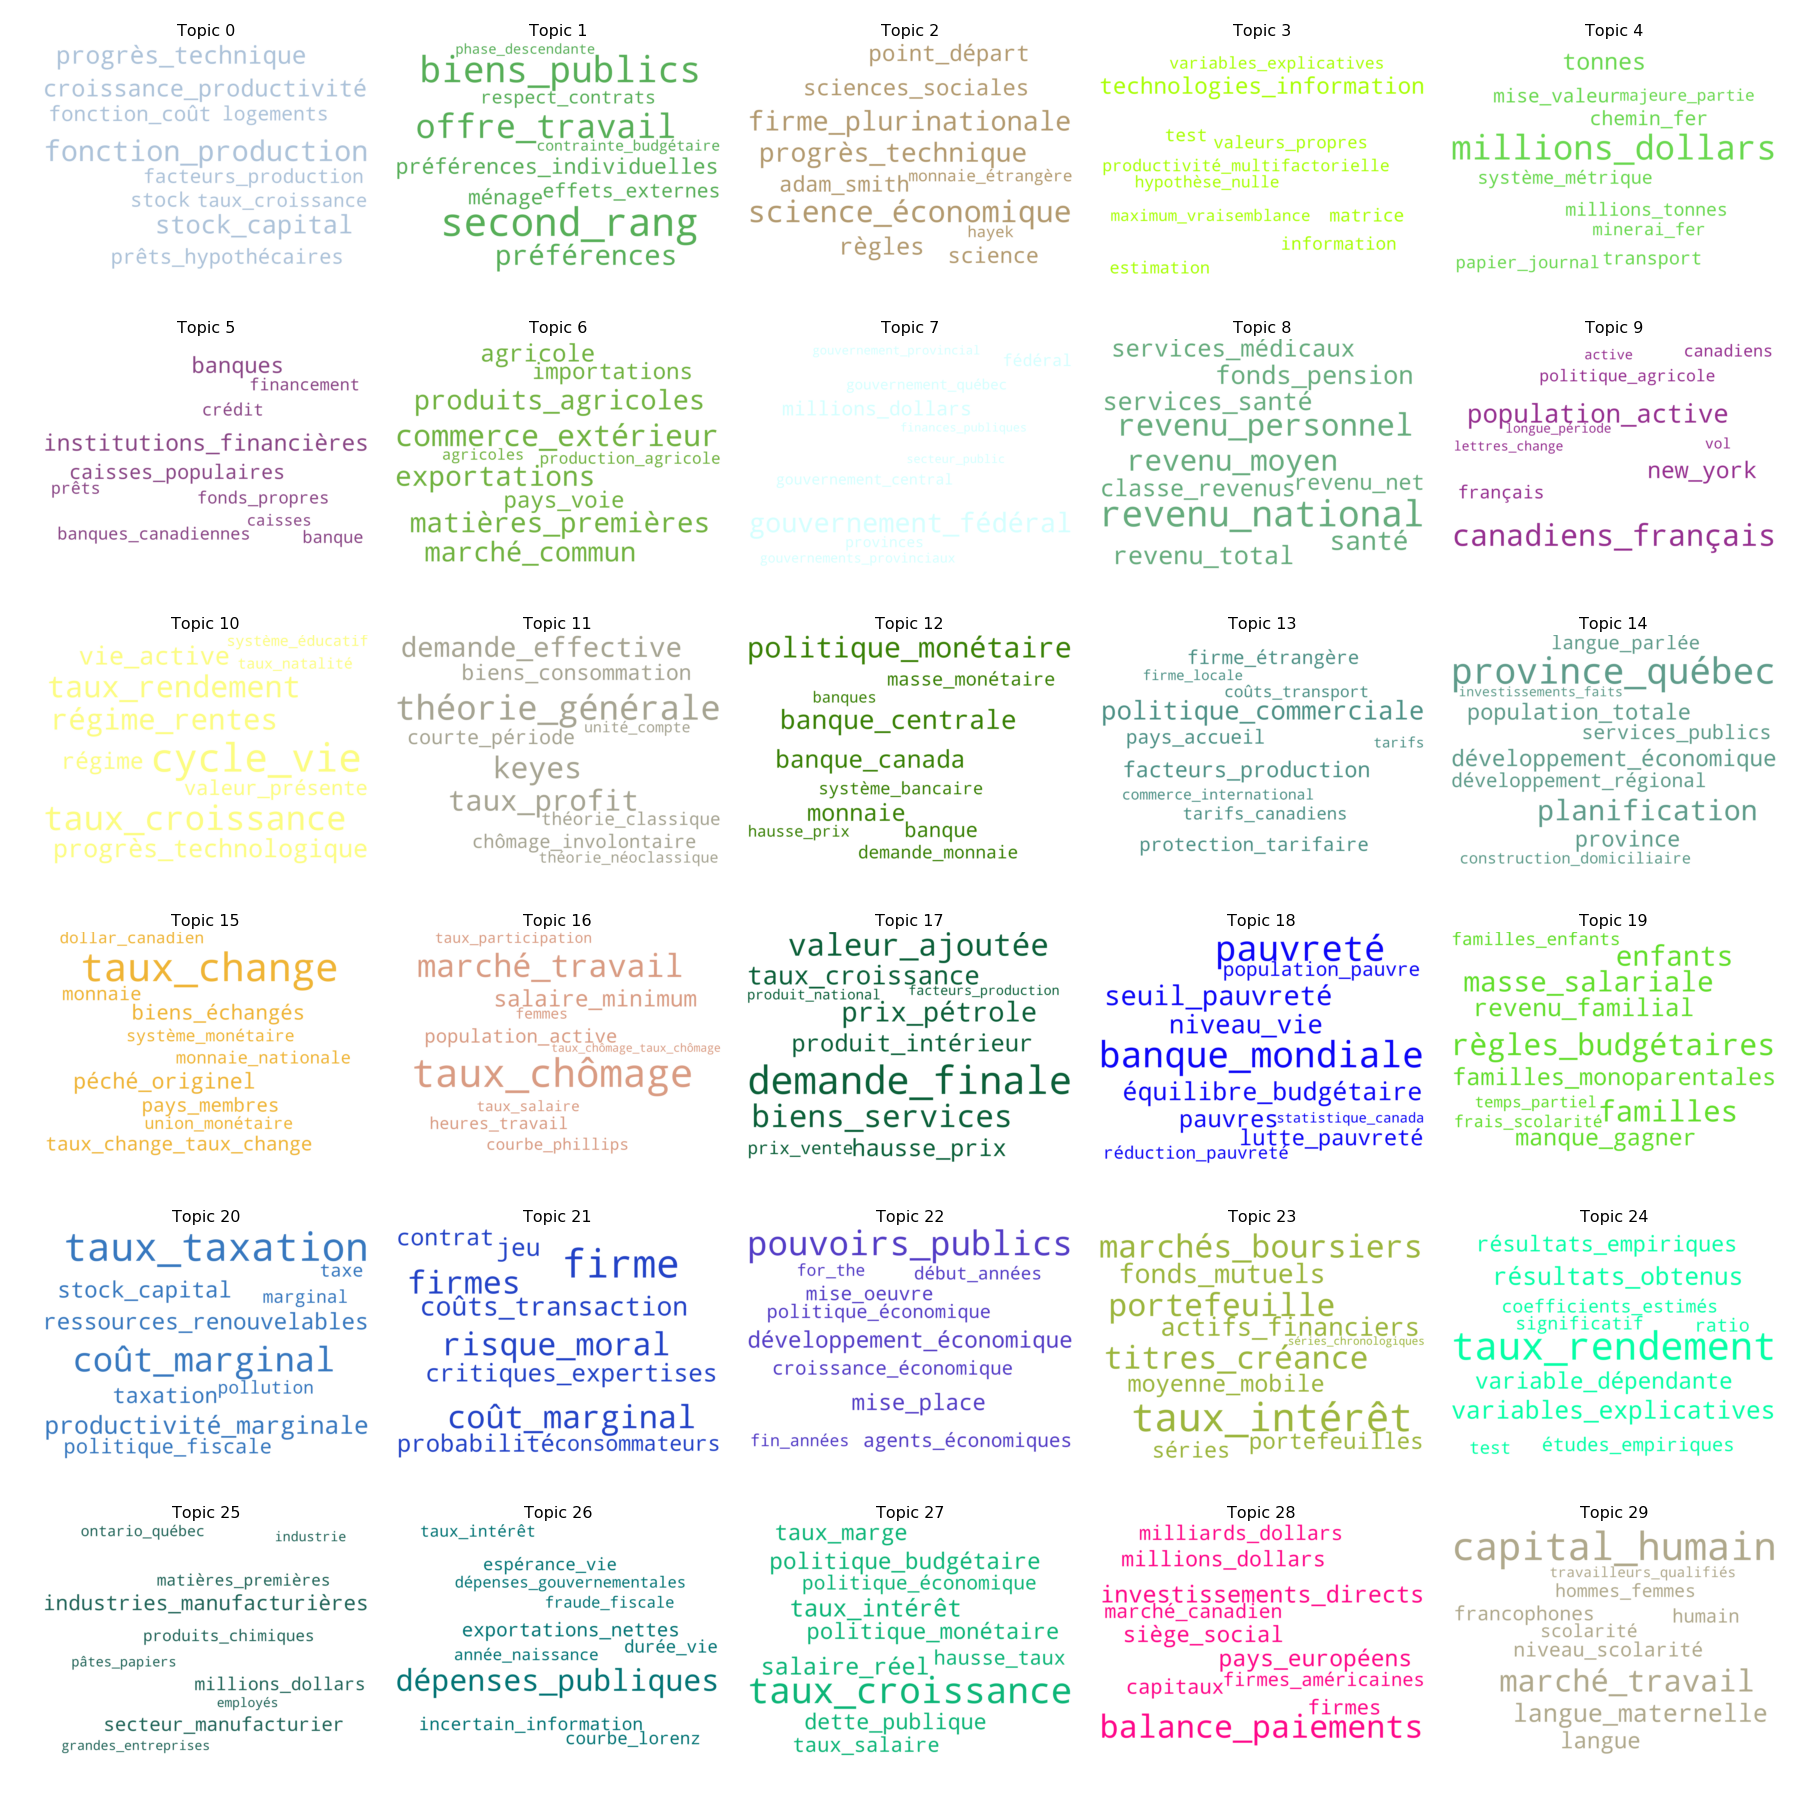 Topic 0
progrès_technique
croissance_productivité
fonction_coût logements
fonction_production
facteurs_production
stock taux_croissance
stock_capital
prêts_hypothécaires
Topic 1
phase_descendante
biens_publics
respect_contrats
offre_travail
contrainte_budgétaire
préférences_individuelles
ménage effets_externes
second_rang
préférences
Topic 2
point_départ
sciences_sociales
firme_plurinationale
progrès_technique
adam_smith monnaie_étrangère
science_économique
hayek
règles science
Topic 3
variables_explicatives
technologies_information
test valeurs_propres
productivité_multifactorielle
hypothèse_nulle
maximum_vraisemblance matrice
information
estimation
Topic 4
tonnes
mise_valeur majeure_partie
chemin_fer
millions_dollars
système_métrique
millions_tonnes
minerai_fer
papier_journal transport
Topic 5
banques
financement
crédit
institutions_financières
caisses_populaires
prêts
fonds_propres
caisses
banques_canadiennes banque
Topic 6
agricole
importations
produits_agricoles
commerce_extérieur
agricoles production_agricole
exportations
pays_voie
matières_premières
marché_commun
Topic 7
gouvernement_provincial
fédéral
gouvernement_québec
millions_dollars
finances_publiques
secteur_public
gouvernement_central
gouvernement_fédéral
provinces
gouvernements_provinciaux
Topic 8
services_médicaux
fonds_pension
services_santé
revenu_personnel
revenu_moyen
classe_revenus revenu_net
revenu_national
santé
revenu_total
Topic 9
active canadiens
politique_agricole
population_active
longue_période
lettres_change vol
new_york
français
canadiens_français
Topic 10
système_éducatif
vie_active
taux_natalité
taux_rendement
régime_rentes
régime cycle_vie
valeur_présente
taux_croissance
progrès_technologique
Topic 11
demande_effective
biens_consommation
théorie_générale
unité_compte
courte_période
keyes
taux_profit
théorie_classique
chômage_involontaire
théorie_néoclassique
Topic 12
politique_monétaire
masse_monétaire
banques
banque_centrale
banque_canada
système_bancaire
monnaie
hausse_prix banque
demande_monnaie
Topic 13
firme_étrangère
firme_locale
coûts_transport
politique_commerciale
pays_accueil tarifs
facteurs_production
commerce_international
tarifs_canadiens
protection_tarifaire
Topic 14
langue_parlée
province_québec
investissements_faits
population_totale
services_publics
développement_économique
développement_régional
planification
province
construction_domiciliaire
Topic 15
dollar_canadien
taux_change
monnaie
biens_échangés
système_monétaire
monnaie_nationale
péché_originel
pays_membres
union_monétaire
taux_change_taux_change
Topic 16
taux_participation
marché_travail
salaire_minimum
femmes
population_active
taux_chômage_taux_chômage
taux_chômage
taux_salaire
heures_travail
courbe_phillips
Topic 17
valeur_ajoutée
taux_croissance
produit_national facteurs_production
prix_pétrole
produit_intérieur
demande_finale
biens_services
prix_vente hausse_prix
Topic 18
pauvreté
population_pauvre
seuil_pauvreté
niveau_vie
banque_mondiale
équilibre_budgétaire
pauvres statistique_canada
lutte_pauvreté
réduction_pauvreté
Topic 19
familles_enfants
enfants
masse_salariale
revenu_familial
règles_budgétaires
familles_monoparentales
temps_partiel
frais_scolarité familles
manque_gagner
Topic 20
taux_taxation
taxe
stock_capital marginal
ressources_renouvelables
coût_marginal
taxation pollution
productivité_marginale
politique_fiscale
Topic 21
contrat jeu
firme
firmes
coûts_transaction
risque_moral
critiques_expertises
coût_marginal
probabilité consommateurs
Topic 22
pouvoirs_publics
for_the début_années
mise_oeuvre
politique_économique
développement_économique
croissance_économique
mise_place
fin_années agents_économiques
Topic 23
marchés_boursiers
fonds_mutuels
portefeuille
actifs_financiers
séries_chronologiques
titres_créance
moyenne_mobile
taux_intérêt
séries portefeuilles
Topic 24
résultats_empiriques
résultats_obtenus
coefficients_estimés
significatif ratio
taux_rendement
variable_dépendante
variables_explicatives
test études_empiriques
Topic 25
ontario_québec industrie
matières_premières
industries_manufacturières
produits_chimiques
pâtes_papiers
millions_dollars
employés
secteur_manufacturier
grandes_entreprises
Topic 26
taux_intérêt
espérance_vie
dépenses_gouvernementales
fraude_fiscale
exportations_nettes
année_naissance durée_vie
dépenses_publiques
incertain_information
courbe_lorenz
Topic 27
taux_marge
politique_budgétaire
politique_économique
taux_intérêt
politique_monétaire
salaire_réel hausse_taux
taux_croissance
dette_publique
taux_salaire
Topic 28
milliards_dollars
millions_dollars
investissements_directs
marché_canadien
siège_social
pays_européens
capitaux firmes_américaines
firmes
balance_paiements
Topic 29
capital_humain
travailleurs_qualifiés
hommes_femmes
francophones humain
scolarité
niveau_scolarité
marché_travail
langue_maternelle
langue